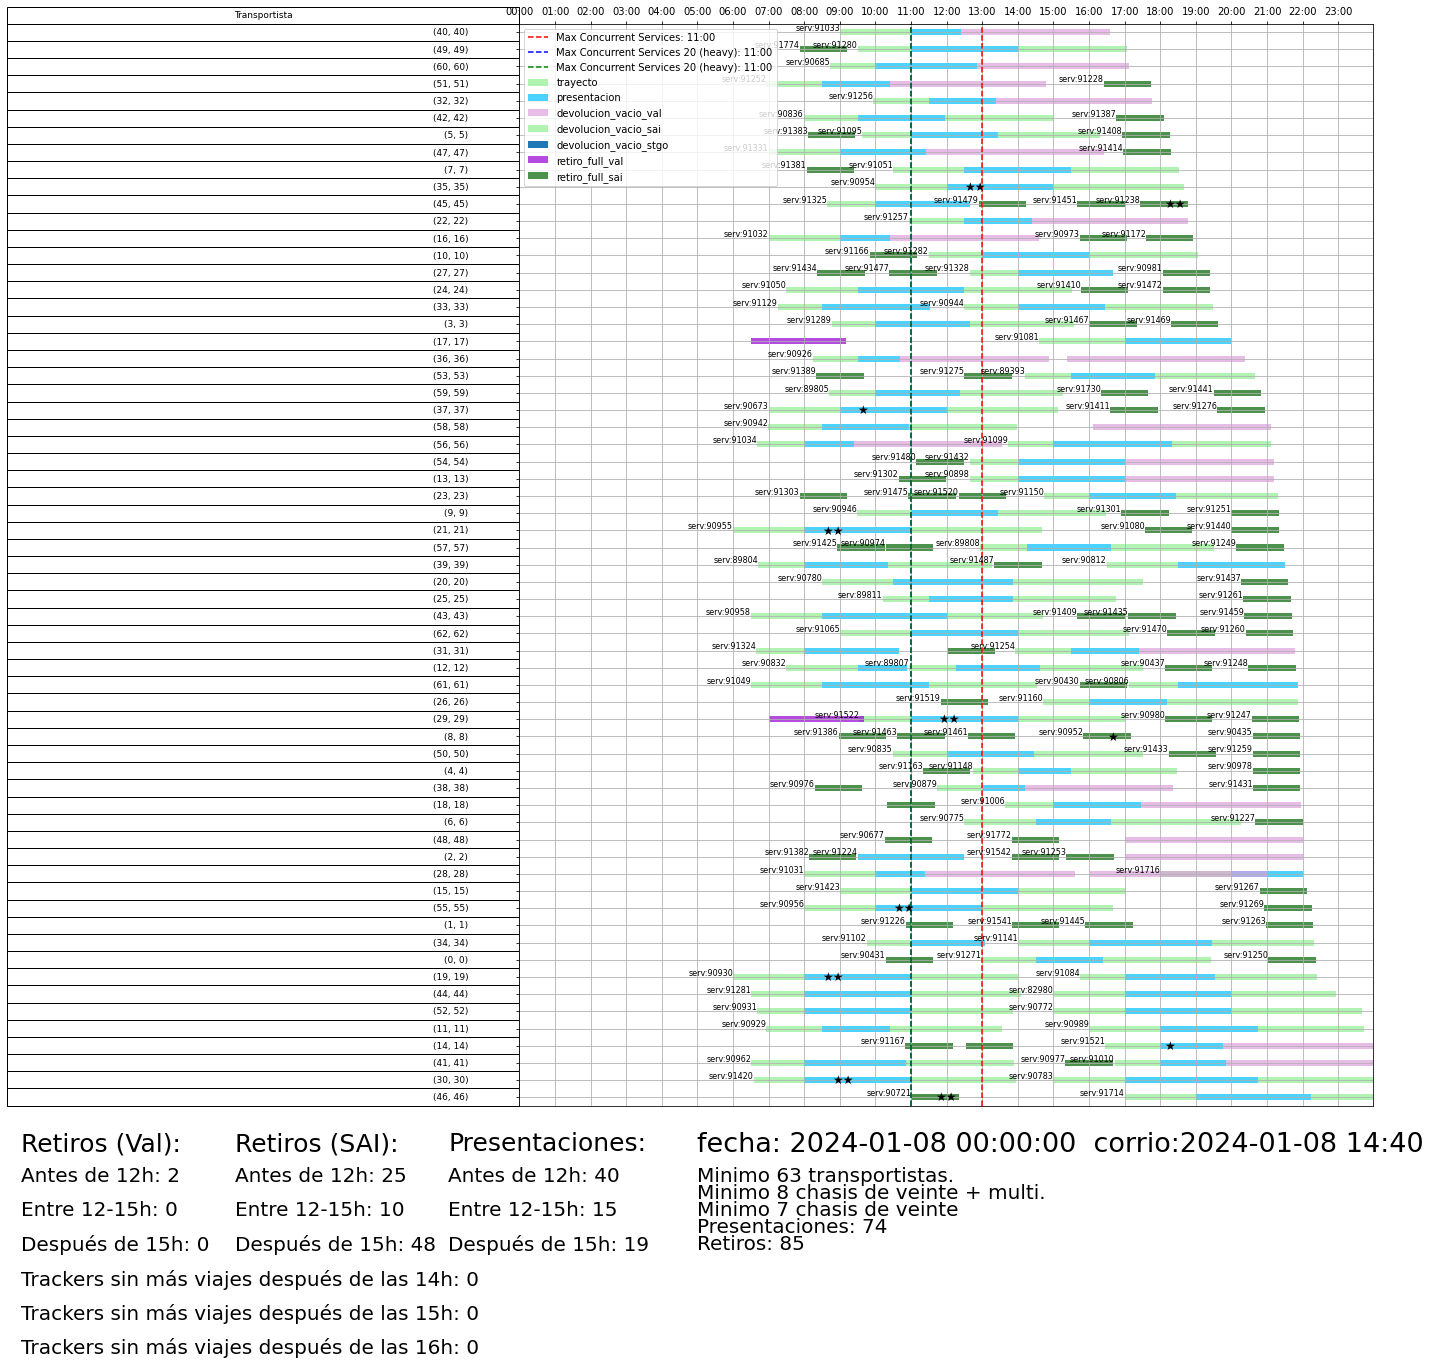 Transportista 00:00 01:00 02:00 03:00 04:00 05:00 06:00 07:00 08:00 09:00 10:00 11:00 12:00 13:00 14:00 15:00 16:00 17:00 18:00 19:00 20:00 21:00 22:00 23:00
Max Concurrent Services: 11:00
Max Concurrent Services 20 (heavy): 11:00
Max Concurrent Services 20 (heavy): 11:00
trayecto
presentacion
devolucion_vacio_val
devolucion_vacio_sai
devolucion_vacio_stgo
retiro_full_val
retiro_full_sai
(40, 40) serv:91033
(49, 49) 91774 serv:91280
(60, 60) serv:90685
(51, 51) serv:91252 serv:91228
(32, 32) serv:91256
(42, 42) serv:90836 serv:91387
(5, 5) serv:91383 serv:91095 serv:91408
(47, 47) serv:91331 serv:91414
(7, 7) serv:91381 serv:91051
(35, 35) serv:90954
(45, 45) serv:91325 serv:91479 serv:91451 serv:91238
(22, 22) serv:91257
(16, 16) serv:91032 serv:90973 serv:91172
(10, 10) serv:91166 serv:91282
(27, 27) serv:91434 serv:91477 serv:91328 serv:90981
(24, 24) serv:91050 serv:91410 serv:91472
(33, 33) serv:91129 serv:90944
(3, 3) serv:91289 serv:91467 serv:91469
(17, 17) serv:91081
(36, 36) serv:90926
(53, 53) serv:91389 serv:91275 serv:89393
(59, 59) serv:89805 serv:91730 serv:91441
(37, 37) serv:90673 serv:91411 serv:91276
(58, 58) serv:90942
(56, 56) serv:91034 serv:91099
(54, 54) serv:91480 serv:91432
(13, 13) serv:91302 serv:90898
(23, 23) serv:91303 serv:91475 serv:91520 serv:91150
(9, 9) serv:90946 serv:91301 serv:91251
(21, 21) serv:90955 serv:91080 serv:91440
(57, 57) serv:91425 serv:90974 serv:89808 serv:91249
(39, 39) serv:89804 serv:91487 serv:90812
(20, 20) serv:90780 serv:91437
(25, 25) serv:89811 serv:91261
(43, 43) serv:90958 serv:91409 serv:91435 serv:91459
(62, 62) serv:91065 serv:91470 serv:91260
(31, 31) serv:91324 serv:91254
(12, 12) serv:90832 serv:89807 serv:90437 serv:91248
(61, 61) serv:91049 serv:90430 serv:90806
(26, 26) serv:91519 serv:91160
(29, 29) serv:91522 serv:90980 serv:91247
(8, 8) serv:91386 serv:91463 serv:91461 serv:90952 serv:90435
(50, 50) serv:90835 serv:91433 serv:91259
(4, 4) serv:91163 serv:91148 serv:90978
(38, 38) serv:90976 serv:90879 serv:91431
(18, 18) serv:91006
(6, 6) serv:90775 serv:91227
(48, 48) serv:90677 serv:91772
(2, 2) serv:91382 serv:91224 serv:91542 serv:91253
(28, 28) serv:91031 serv:91716
(15, 15) serv:91423 serv:91267
(55, 55) serv:90956 serv:91269
(1, 1) serv:91226 serv:91541 serv:91445 serv:91263
(34, 34) serv:91102 serv:91141
(0, 0) serv:90431 serv:91271 serv:91250
(19, 19) serv:90930 serv:91084
(44, 44) serv:91281 serv:82980
(52, 52) serv:90931 serv:90772
(11, 11) serv:90929 serv:90989
(14, 14) serv:91167 serv:91521
(41, 41) serv:90962 serv:90977 serv:91010
(30, 30) serv:91420 serv:90783
(46, 46) serv:90721 serv:91714
Retiros (Val): Retiros (SAI): Presentaciones: fecha: 2024-01-08 00:00:00 corrio:2024-01-08 14:40
Antes de 12h: 2 Antes de 12h: 25 Antes de 12h: 40 Minimo 63 transportistas.
Minimo 8 chasis de veinte + multi.
Entre 12-15h: 0 Entre 12-15h: 10 Entre 12-15h: 15 Minimo 7 chasis de veinte
Presentaciones: 74
Después de 15h: 0 Después de 15h: 48 Después de 15h: 19 Retiros: 85
Trackers sin más viajes después de las 14h: 0
Trackers sin más viajes después de las 15h: 0
Trackers sin más viajes después de las 16h: 0